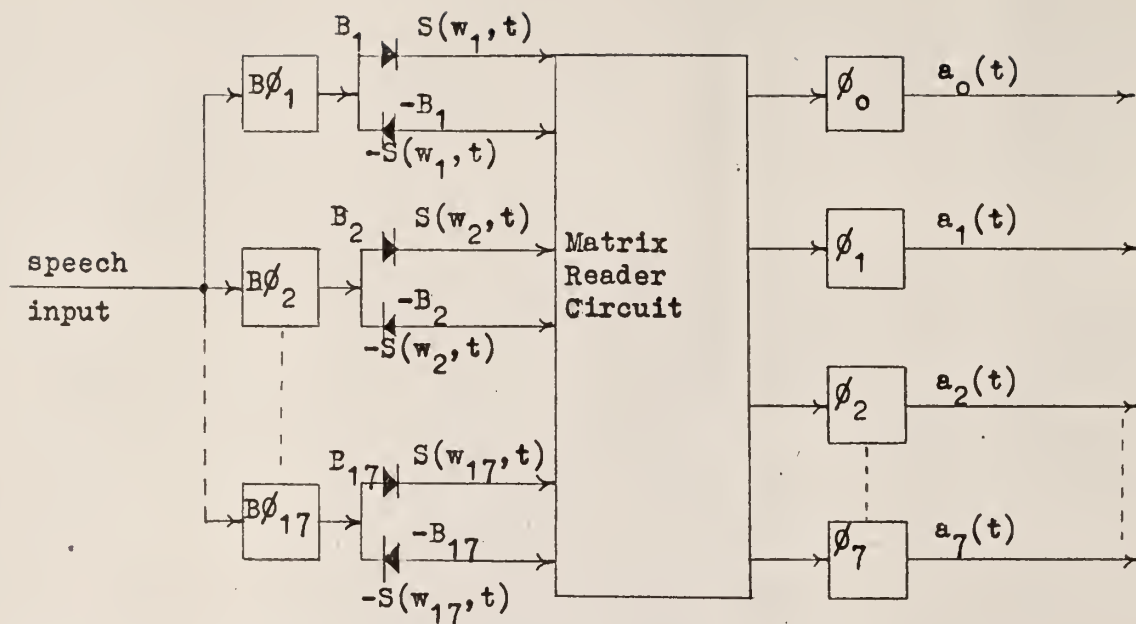 B₁ S(w₁,t)
BØ₁
-B₁
-S(w₁,t)
Øₒ aₒ(t)
B₂ S(w₂,t)
speech
input
BØ₂
-B₂
-S(w₂,t)
Matrix
Reader
Circuit
Ø₁ a₁(t)
Ø₂ a₂(t)
B₁₇ S(w₁₇,t)
BØ₁₇
-B₁₇
-S(w₁₇,t)
Ø₇ a₇(t)